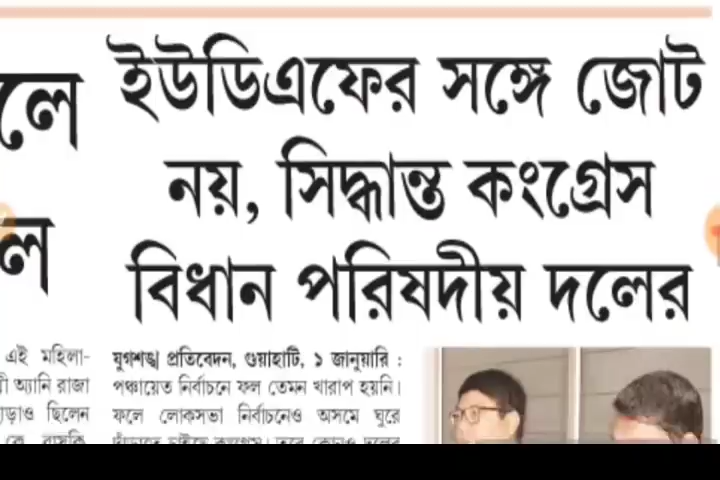 ইউডিএফের সঙ্গে জোট
নয়, সিদ্ধান্ত কংগ্রেস
বিধান পরিষদীয় দলের
লে
ল
এই মহিলা-
অ্যানি রাজা
ছিলেন
যুগশঙ্খ প্রতিবেদন, গুয়াহাটি, ১ জানুয়ারি :
পঞ্চায়েত নির্বাচনে ফল তেমন খারাপ হয়নি।
ফলে লোকসভা নির্বাচনেও অসমে ঘুরে